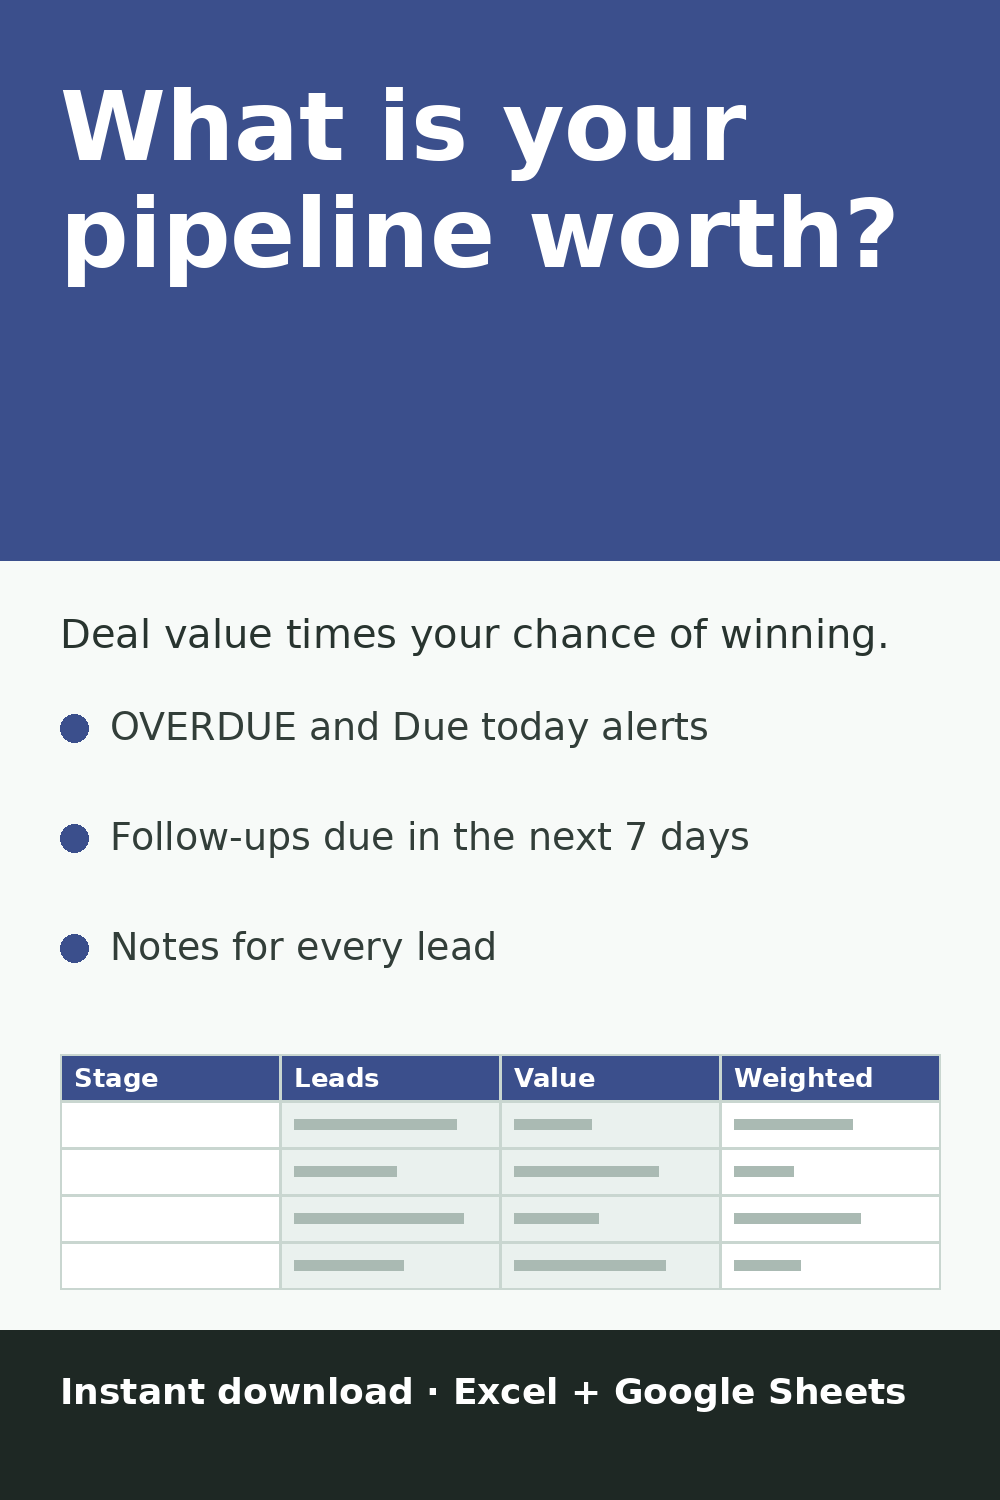 What is your
pipeline worth?
Deal value times your chance of winning.
OVERDUE and Due today alerts
Follow-ups due in the next 7 days
Notes for every lead
Stage Leads Value Weighted
Instant download · Excel + Google Sheets